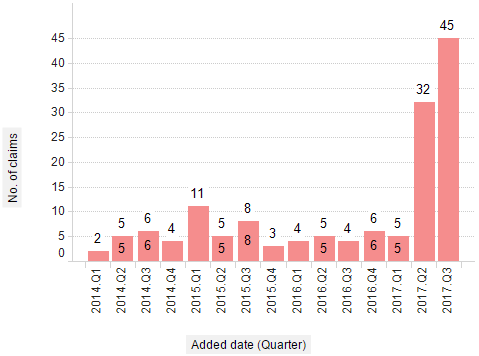 No. of claims
45
40
35
30
25
20
15
10
5
0
2
5
5
6
6
4
11
5
5
8
8
3
4
5
5
4
6
6
5
5
32
45
2014.Q1
2014.Q2
2014.Q3
2014.Q4
2015.Q1
2015.Q2
2015.Q3
2015.Q4
2016.Q1
2016.Q2
2016.Q3
2016.Q4
2017.Q1
2017.Q2
2017.Q3
Added date (Quarter)